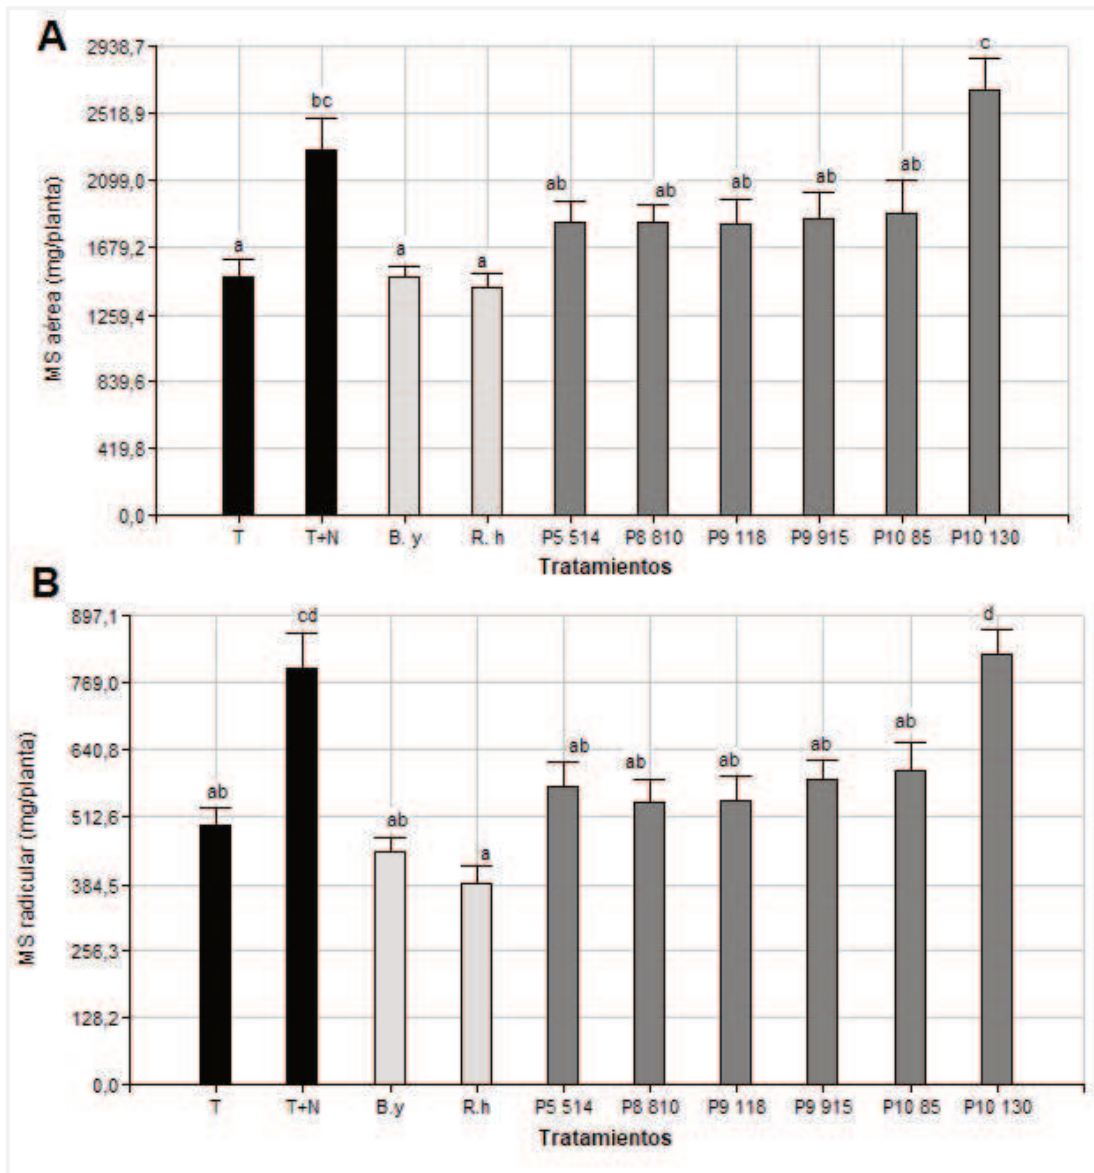 A
2938,7
2518,9
2099,0
1679,2
1259,4
839,6
419,8
0,0
MS aérea (mg/planta)
a
bc
a
a
ab
ab
ab
ab
ab
c
T
T+N
B. y
R. h
P5 514
P8 810
P9 118
P9 915
P10 85
P10 130
Tratamientos
B
897,1
769,0
640,8
512,6
384,5
256,3
128,2
0,0
MS radicular (mg/planta)
ab
cd
ab
a
ab
ab
ab
ab
ab
d
T
T+N
B.y
R.h
P5 514
P8 810
P9 118
P9 915
P10 85
P10 130
Tratamientos